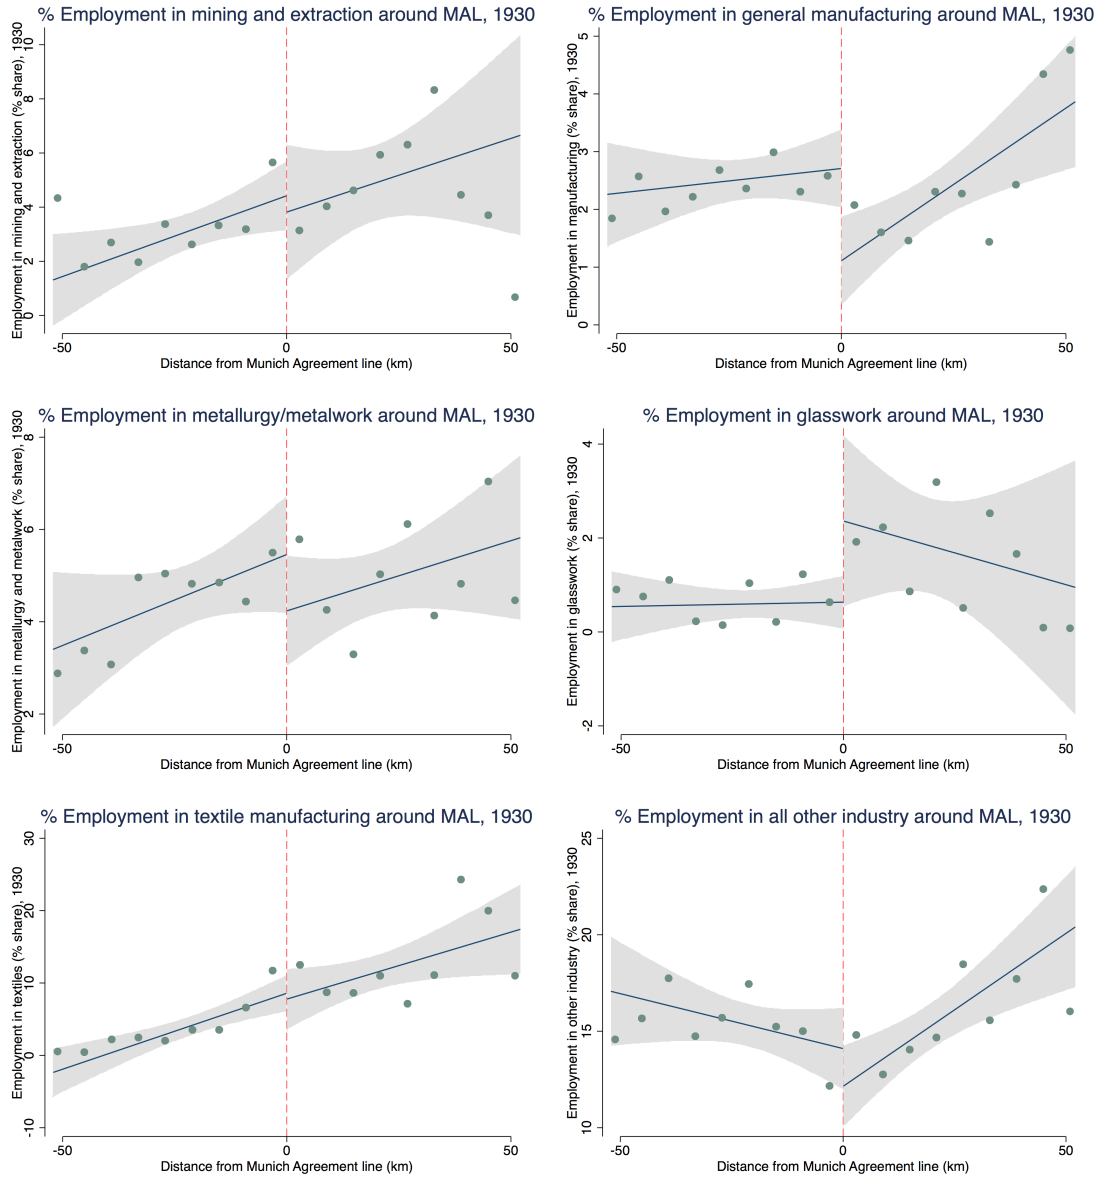 % Employment in mining and extraction around MAL, 1930
Employment in mining and extraction (% share), 1930
0
2
4
6
8
10
-50
0
50
Distance from Munich Agreement line (km)
% Employment in general manufacturing around MAL, 1930
Employment in manufacturing (% share), 1930
0
1
2
3
4
5
-50
0
50
Distance from Munich Agreement line (km)
% Employment in metallurgy/metalwork around MAL, 1930
Employment in metallurgy and metalwork (% share), 1930
2
4
6
8
-50
0
50
Distance from Munich Agreement line (km)
% Employment in glasswork around MAL, 1930
Employment in glasswork (% share), 1930
-2
0
2
4
-50
0
50
Distance from Munich Agreement line (km)
% Employment in textile manufacturing around MAL, 1930
Employment in textiles (% share), 1930
-10
0
10
20
30
-50
0
50
Distance from Munich Agreement line (km)
% Employment in all other industry around MAL, 1930
Employment in other industry (% share), 1930
10
15
20
25
-50
0
50
Distance from Munich Agreement line (km)